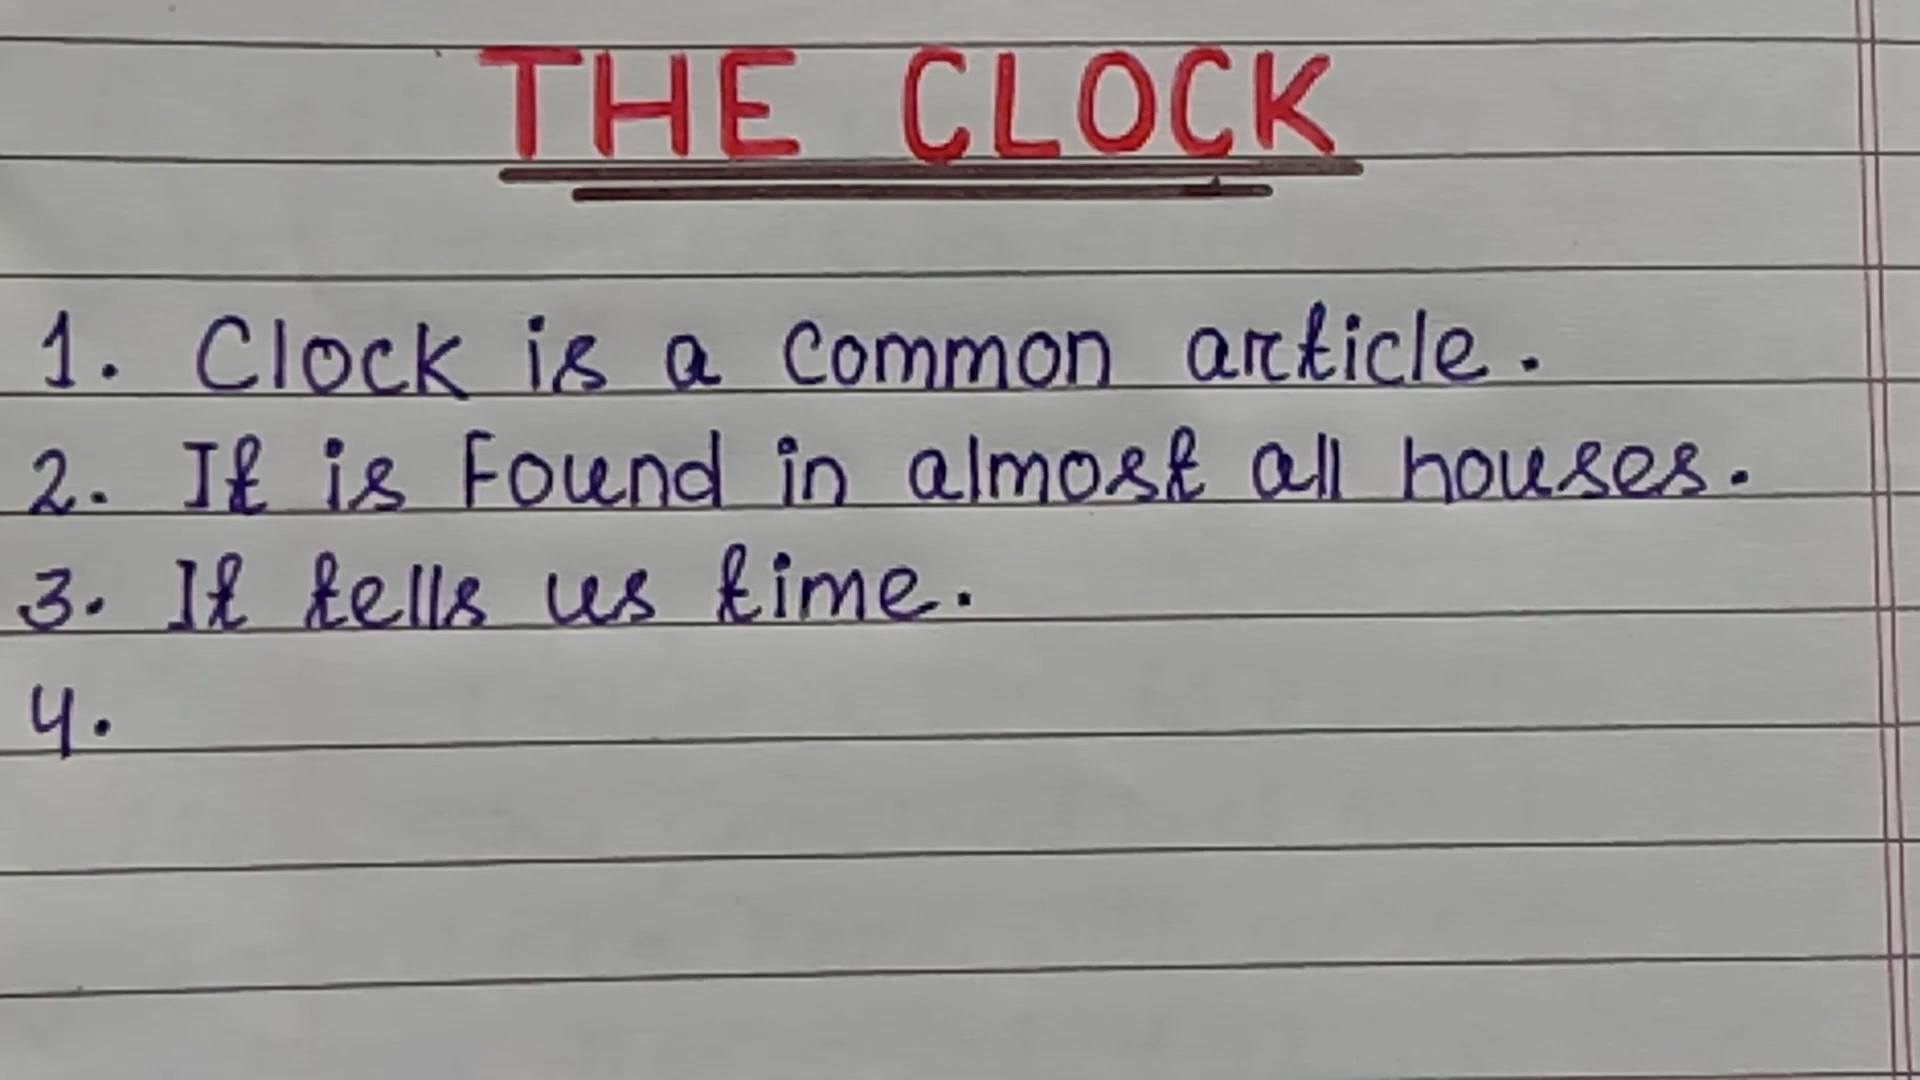 THE CLOCK
1. Clock is a common article.
2. It is Found in almost all houses.
3. It tells us time.
4.